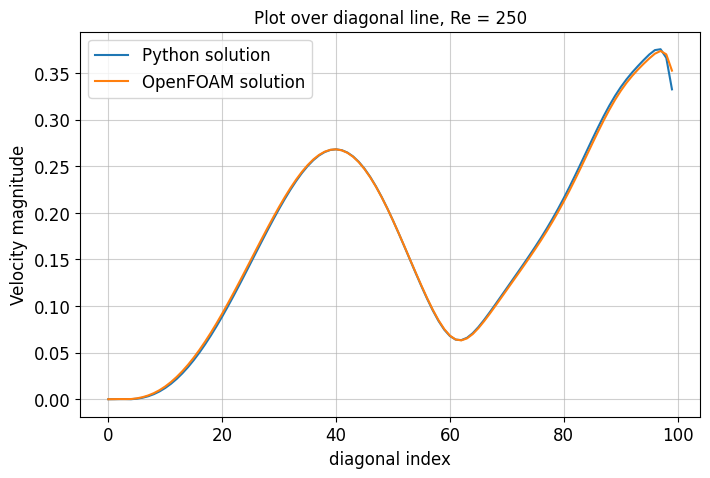 Plot over diagonal line, Re = 250
Python solution
OpenFOAM solution
Velocity magnitude
0.35
0.30
0.25
0.20
0.15
0.10
0.05
0.00
0 20 40 60 80 100
diagonal index